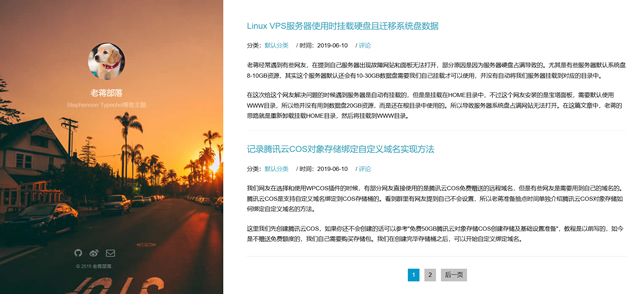 老蒋部落
Stephenson Typecho博客主题
© 2019 老蒋部落
Linux VPS服务器使用时挂载硬盘且迁移系统盘数据
分类：默认分类 / 时间：2019-06-10 / 评论
老蒋经常遇到有些网友，在提到自己服务器出现故障网站和面板无法打开，部分原因是因为服务器硬盘占满导致的。尤其是有些服务器默认系统盘
8-10GB资源，其实这个服务器默认还会有10-30GB数据盘需要我们自己挂载才可以使用，并没有自动将我们服务器挂载到对应的目录中。
在这次给这个网友解决问题的时候遇到服务器是自动有挂载的，但是是挂载在HOME目录中，不过这个网友安装的是宝塔面板，需要默认使用
WWW目录，所以他并没有用到数据盘20GB资源，而是还在根目录中使用的。所以导致服务器系统盘占满网站无法打开。在这篇文章中，老蒋的
思路就是重新卸载挂载HOME目录，然后将挂载到WWW目录。
记录腾讯云COS对象存储绑定自定义域名实现方法
分类：默认分类 / 时间：2019-06-10 / 评论
我们网友在选择和使用WPCOS插件的时候，有部分网友直接使用的是腾讯云COS免费赠送的远程域名，但是有些网友是需要用到自己的域名的。
腾讯云COS是支持自定义域名绑定到COS存储桶的。看到群里有网友提到自己不会设置，所以老蒋准备抽点时间单独介绍腾讯云COS对象存储如
何绑定自定义域名的方法。
这里我们先创建腾讯云COS，如果你还不会创建的话可以参考“免费50GB腾讯云对象存储COS创建存储及基础设置准备”，教程是以前写的，如今
是不赠送免费额度的，我们自己需要购买存储包。我们在创建完毕存储桶之后，可以开始自定义绑定域名。
1 2 后一页